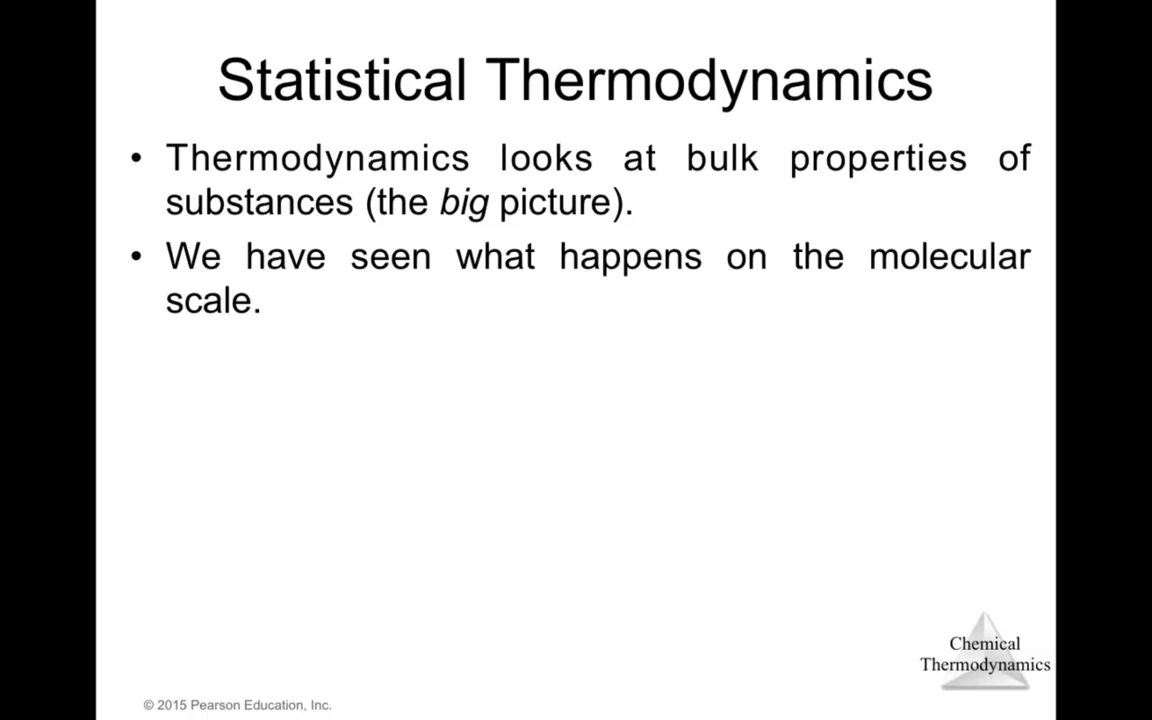 Statistical Thermodynamics
• Thermodynamics looks at bulk properties of
substances (the big picture).
• We have seen what happens on the molecular
scale.
Chemical
Thermodynamics
© 2015 Pearson Education, Inc.